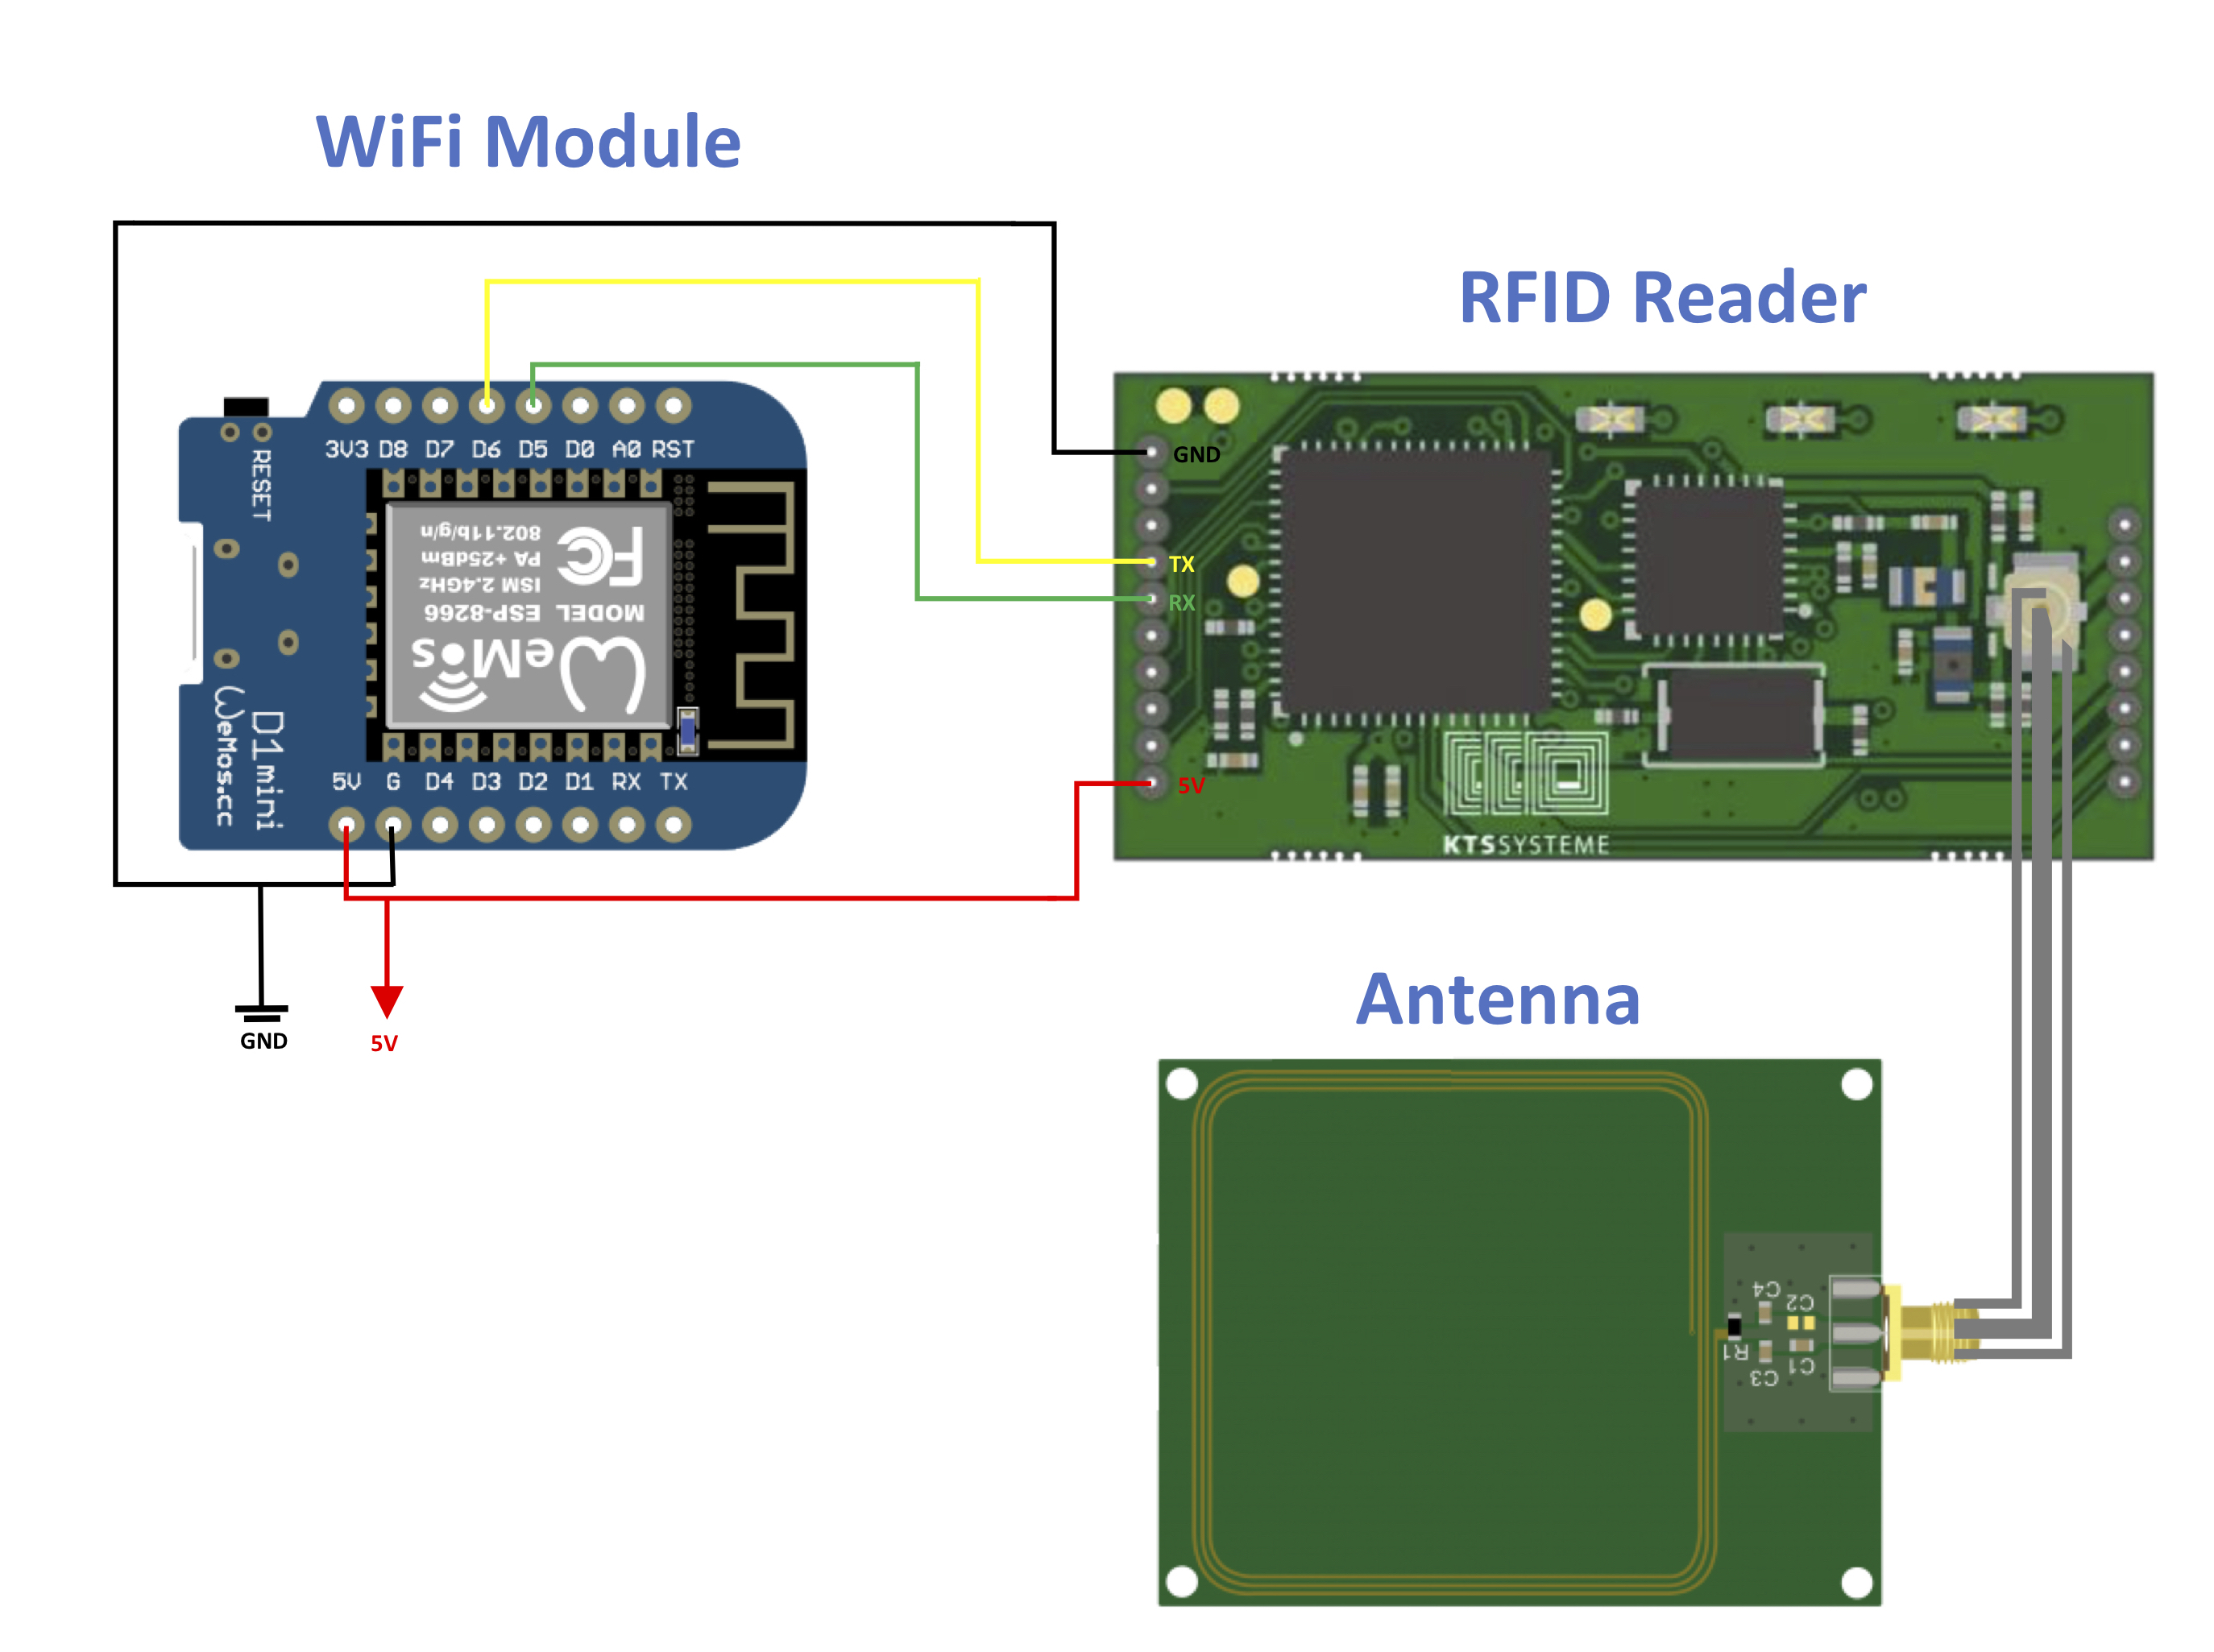 WiFi Module
RFID Reader
3V3 D8 D7 D6 D5 D0 A0 RST
RESET
802.11b/g/n
PA +25dBm
ISM 2.4GHz
MODEL ESP-8266
FC
WeMos
D1mini
WeMos.cc
5V G D4 D3 D2 D1 RX TX
GND
TX
RX
5V
KTSSYSTEME
GND
5V
Antenna
C4
C2
R1
C1
C3